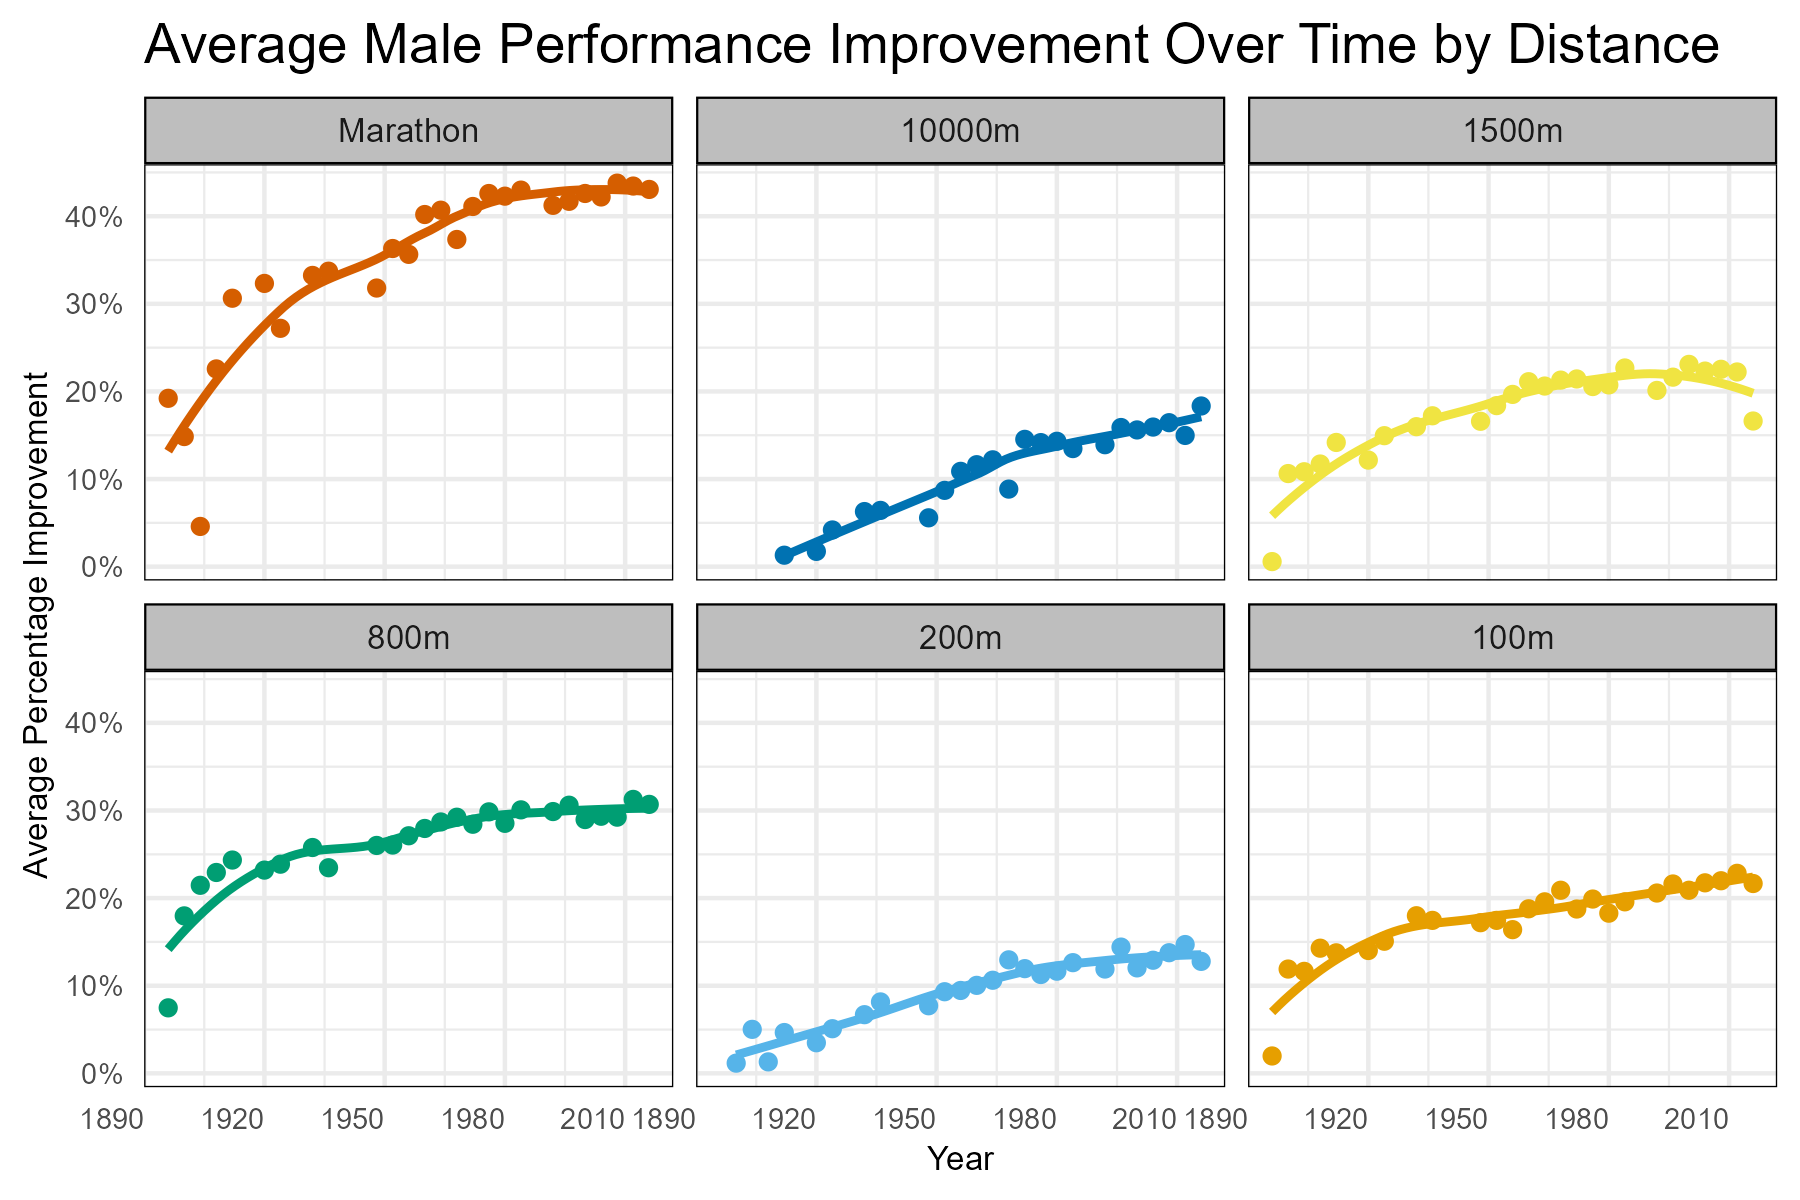 Average Male Performance Improvement Over Time by Distance
Marathon
10000m
1500m
40%
30%
20%
10%
0%
800m
200m
100m
40%
30%
20%
10%
0%
Average Percentage Improvement
1890 1920 1950 1980 2010 1890 1920 1950 1980 2010 1890 1920 1950 1980 2010
Year